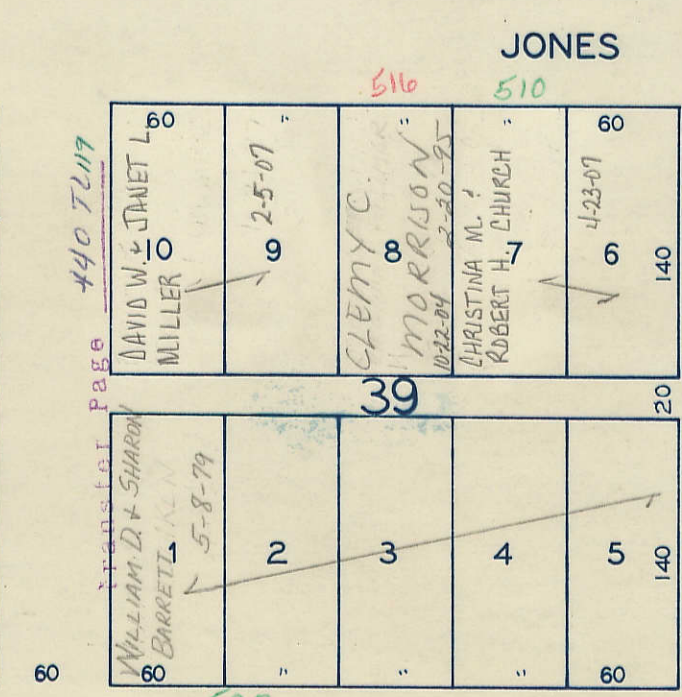 JONES
516 510
440 TL119
Transfer Page
60 " " " 60
DAVID W. & JANET L.
MILLER
10
2-5-07
9
CLEMY C.
MORRISON
10-22-04 2-20-95
8
CHRISTINA M. &
ROBERT H. CHURCH
7
4-23-07
6
140
39
20
WILLIAM D. & SHARON
BARRETT
5-8-79
1 2 3 4 5
140
60 60 " " " 60